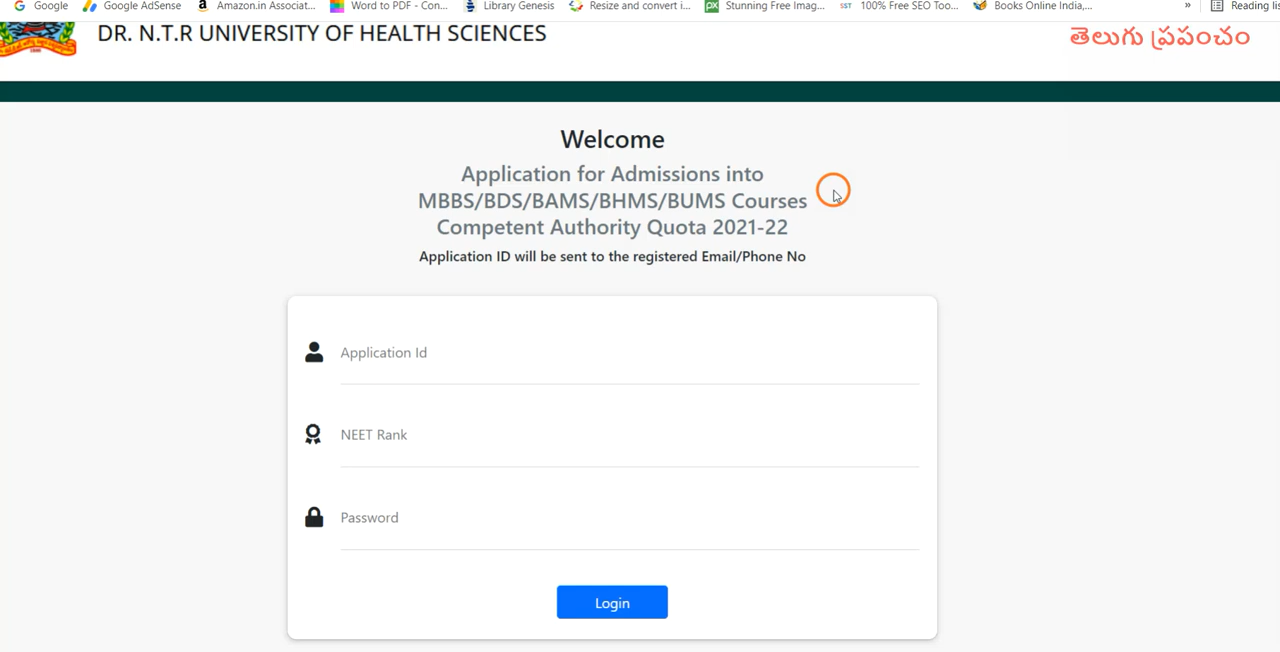 Google
Google AdSense
Amazon.in Associat...
Word to PDF - Con...
Library Genesis
Resize and convert i...
Stunning Free Imag...
100% Free SEO Too...
Books Online India,...
»
Reading lis
DR. N.T.R UNIVERSITY OF HEALTH SCIENCES
తెలుగు ప్రపంచం
Welcome
Application for Admissions into
MBBS/BDS/BAMS/BHMS/BUMS Courses
Competent Authority Quota 2021-22
Application ID will be sent to the registered Email/Phone No
Application Id
NEET Rank
Password
Login